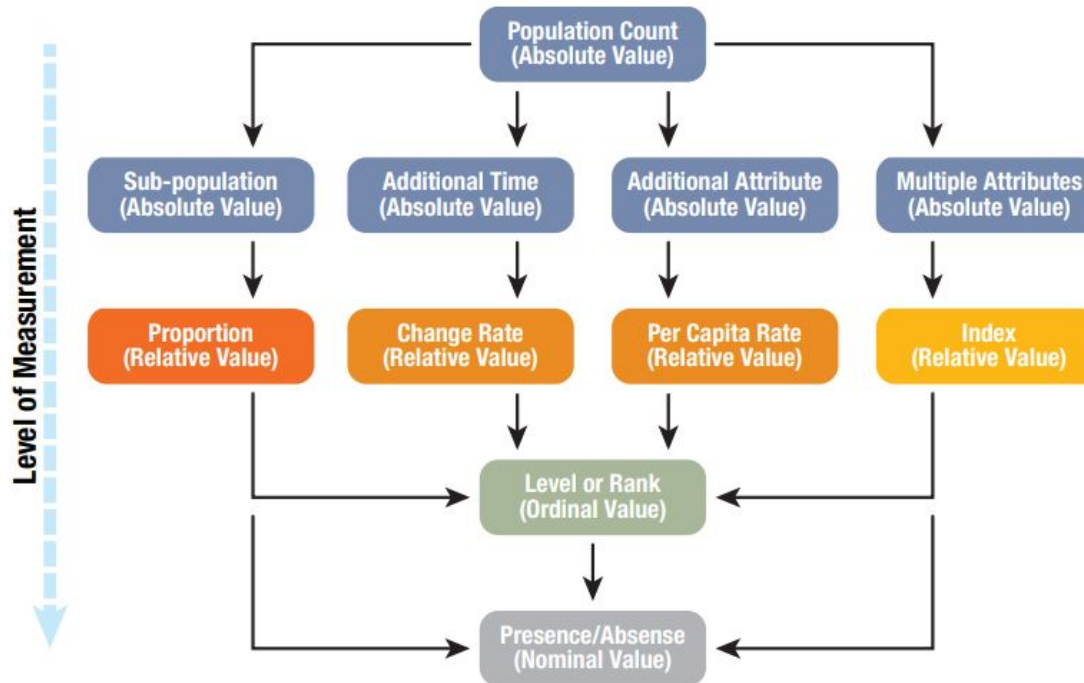 Population Count
(Absolute Value)
Sub-population
(Absolute Value)
Additional Time
(Absolute Value)
Additional Attribute
(Absolute Value)
Multiple Attributes
(Absolute Value)
Level of Measurement
Proportion
(Relative Value)
Change Rate
(Relative Value)
Per Capita Rate
(Relative Value)
Index
(Relative Value)
Level or Rank
(Ordinal Value)
Presence/Absense
(Nominal Value)